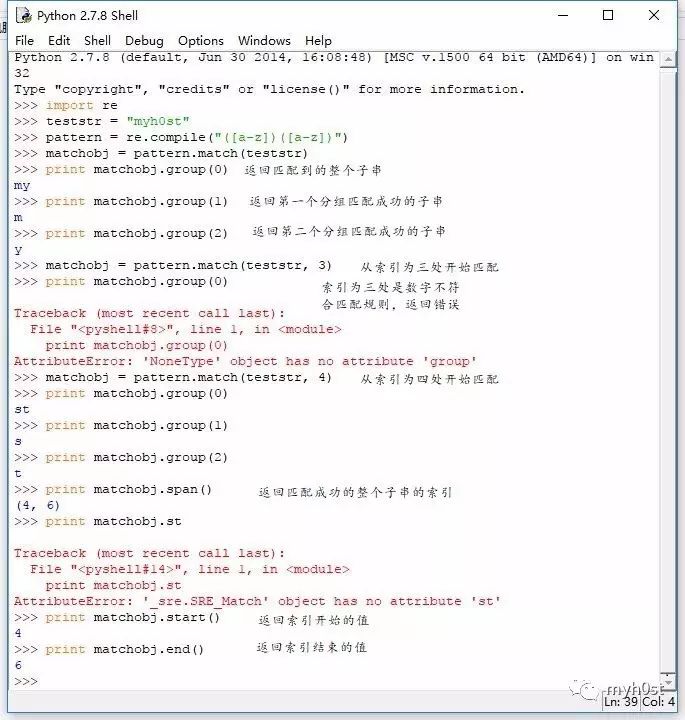 Python 2.7.8 Shell
File Edit Shell Debug Options Windows Help
Python 2.7.8 (default, Jun 30 2014, 16:08:48) [MSC v.1500 64 bit (AMD64)] on win
32
Type "copyright", "credits" or "license()" for more information.
>>> import re
>>> teststr = "myh0st"
>>> pattern = re.compile("([a-z])([a-z])")
>>> matchobj = pattern.match(teststr)
>>> print matchobj.group(0) 返回匹配到的整个子串
my
>>> print matchobj.group(1) 返回第一个分组匹配成功的子串
m
>>> print matchobj.group(2) 返回第二个分组匹配成功的子串
y
>>> matchobj = pattern.match(teststr, 3) 从索引为三处开始匹配
>>> print matchobj.group(0) 索引为三处是数字不符
合匹配规则，返回错误
Traceback (most recent call last):
File "<pyshell#8>", line 1, in <module>
print matchobj.group(0)
AttributeError: 'NoneType' object has no attribute 'group'
>>> matchobj = pattern.match(teststr, 4) 从索引为四处开始匹配
>>> print matchobj.group(0)
st
>>> print matchobj.group(1)
s
>>> print matchobj.group(2)
t
>>> print matchobj.span() 返回匹配成功的整个子串的索引
(4, 6)
>>> print matchobj.st
Traceback (most recent call last):
File "<pyshell#14>", line 1, in <module>
print matchobj.st
AttributeError: '_sre.SRE_Match' object has no attribute 'st'
>>> print matchobj.start() 返回索引开始的值
4
>>> print matchobj.end() 返回索引结束的值
6
>>>
myh0st
Ln: 39 Col: 4